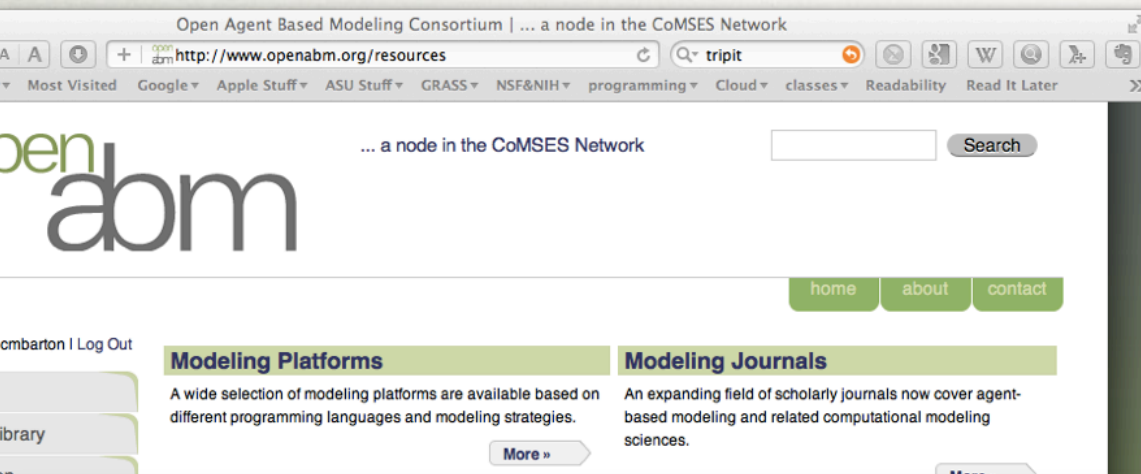 Open Agent Based Modeling Consortium | ... a node in the CoMSES Network
A A + open abm http://www.openabm.org/resources Q tripit W
Most Visited Google Apple Stuff ASU Stuff GRASS NSF&NIH programming Cloud classes Readability Read It Later
pen
abm
... a node in the CoMSES Network
Search
home about contact
cmbarton | Log Out
Modeling Platforms
A wide selection of modeling platforms are available based on
different programming languages and modeling strategies.
More »
Modeling Journals
An expanding field of scholarly journals now cover agent-
based modeling and related computational modeling
sciences.
ibrary